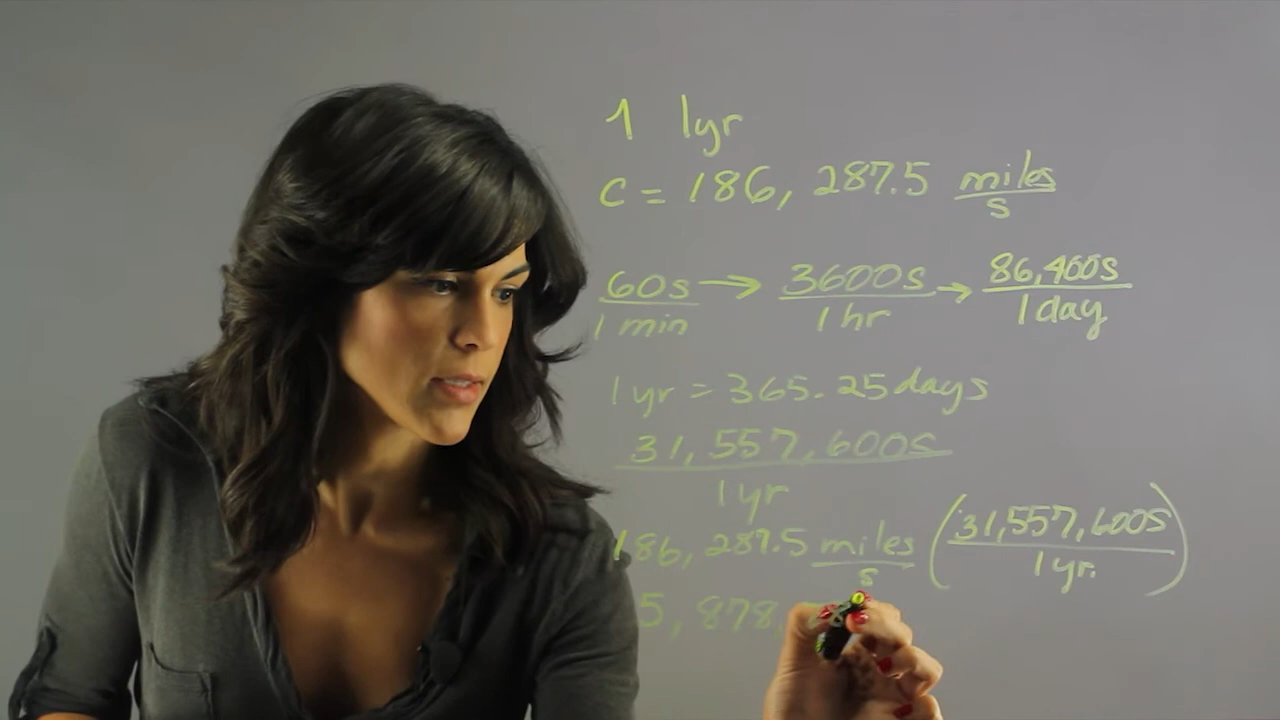 1 lyr
c = 186, 287.5 miles/s
60s/1 min → 3600s/1 hr → 86,400s/1 day
1 yr = 365.25 days
31,557,600s/1 yr
186, 287.5 miles/s (31,557,600s/1 yr.)
5, 878,